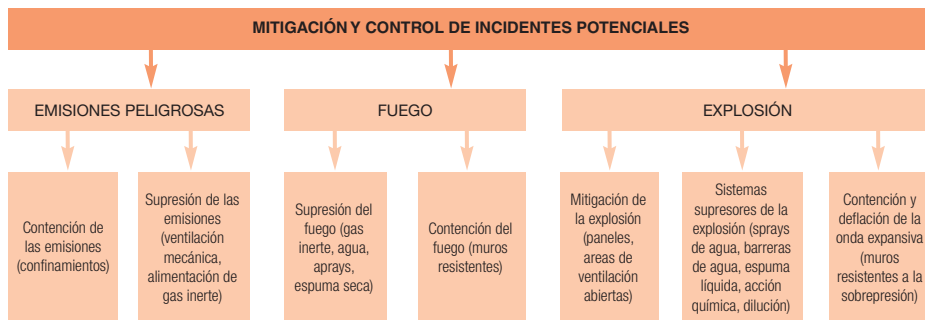 MITIGACIÓN Y CONTROL DE INCIDENTES POTENCIALES
EMISIONES PELIGROSAS
FUEGO
EXPLOSIÓN
Contención de
las emisiones
(confinamientos)
Supresión de las
emisiones
(ventilación
mecánica,
alimentación de
gas inerte)
Supresión del
fuego (gas
inerte, agua,
aprays,
espuma seca)
Contención del
fuego (muros
resistentes)
Mitigación de
la explosión
(paneles,
areas de
ventilación
abiertas)
Sistemas
supresores de la
explosión (sprays
de agua, barreras
de agua, espuma
líquida, acción
química, dilución)
Contención y
deflación de la
onda expansiva
(muros
resistentes a la
sobrepresión)